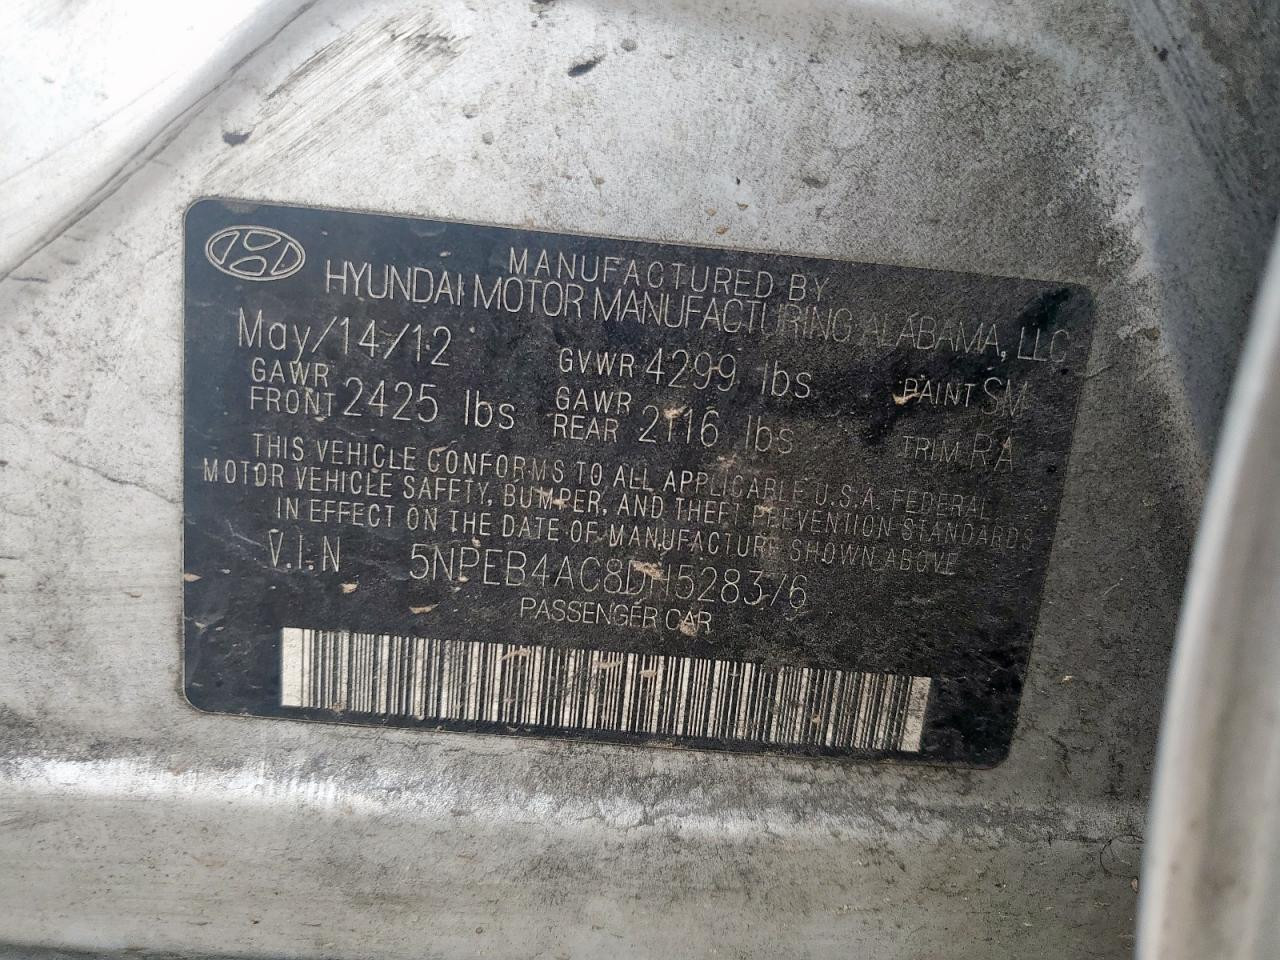 MANUFACTURED BY
HYUNDAI MOTOR MANUFACTURING ALABAMA, LLC
May/14/12 GVWR 4299 lbs PAINT SM
GAWR FRONT 2425 lbs GAWR REAR 2116 lbs TRIM RA
THIS VEHICLE CONFORMS TO ALL APPLICABLE U.S.A. FEDERAL
MOTOR VEHICLE SAFETY, BUMPER, AND THEFT PREVENTION STANDARDS
IN EFFECT ON THE DATE OF MANUFACTURE SHOWN ABOVE
V.I.N 5NPEB4AC8DH528376
PASSENGER CAR